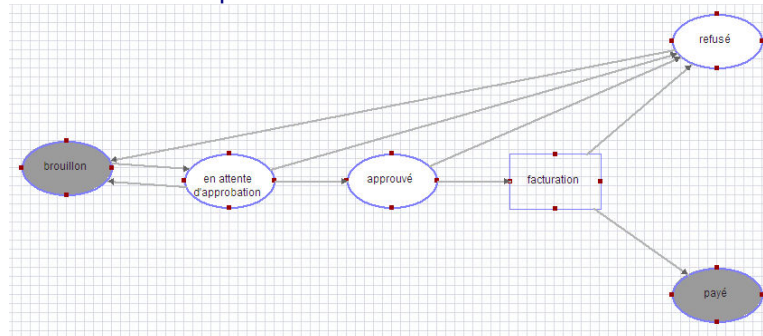 refusé
brouillon
en attente
d'approbation
approuvé
facturation
payé